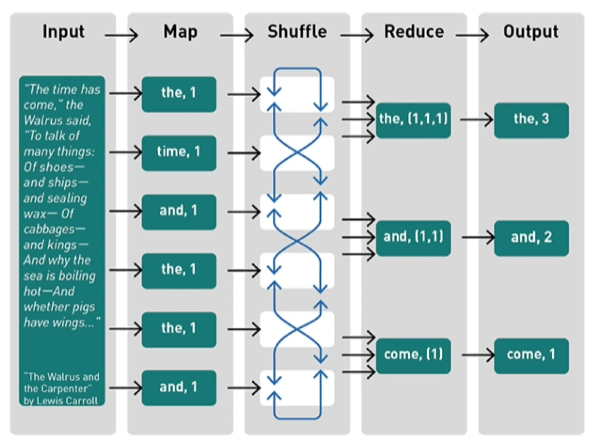 Input
Map
Shuffle
Reduce
Output
“The time has
come,” the
Walrus said,
“To talk of
many things:
Of shoes—
and ships—
and sealing
wax— Of
cabbages—
and kings—
And why the
sea is boiling
hot—And
whether pigs
have wings...”
“The Walrus and
the Carpenter”
by Lewis Carroll
the, 1
time, 1
and, 1
the, 1
the, 1
and, 1
the, (1,1,1)
and, (1,1)
come, (1)
the, 3
and, 2
come, 1